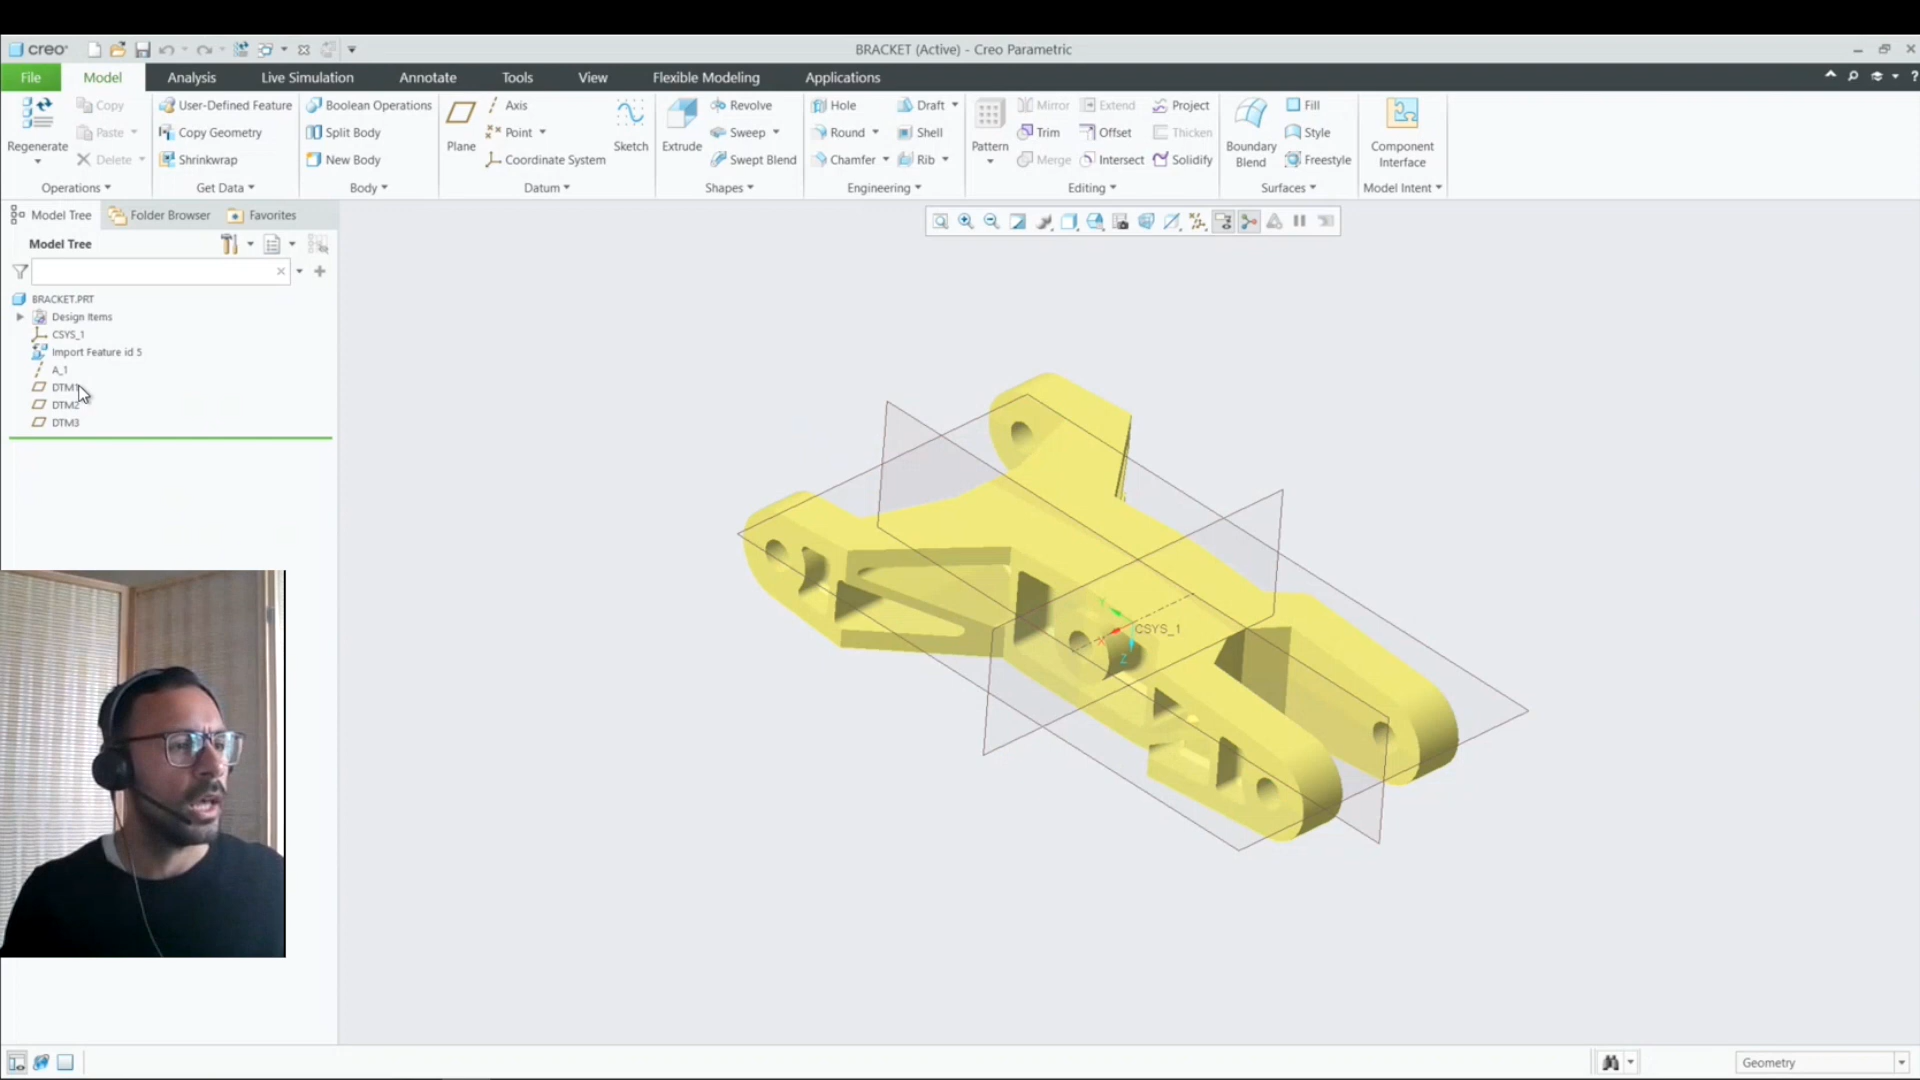 creo
BRACKET (Active) - Creo Parametric
File Model Analysis Live Simulation Annotate Tools View Flexible Modeling Applications
Regenerate
Copy
Paste
Delete
Operations
User-Defined Feature
Copy Geometry
Shrinkwrap
Get Data
Boolean Operations
Split Body
New Body
Body
Plane
Axis
Point
Coordinate System
Sketch
Datum
Extrude
Revolve
Sweep
Swept Blend
Shapes
Hole
Round
Chamfer
Draft
Shell
Rib
Engineering
Pattern
Mirror
Trim
Merge
Extend
Offset
Intersect
Project
Thicken
Solidify
Editing
Boundary
Blend
Fill
Style
Freestyle
Surfaces
Component
Interface
Model Intent
Model Tree Folder Browser Favorites
Model Tree
BRACKET.PRT
Design Items
CSYS_1
Import Feature id 5
A_1
DTM1
DTM2
DTM3
Y
CSYS_1
X
Z
Geometry